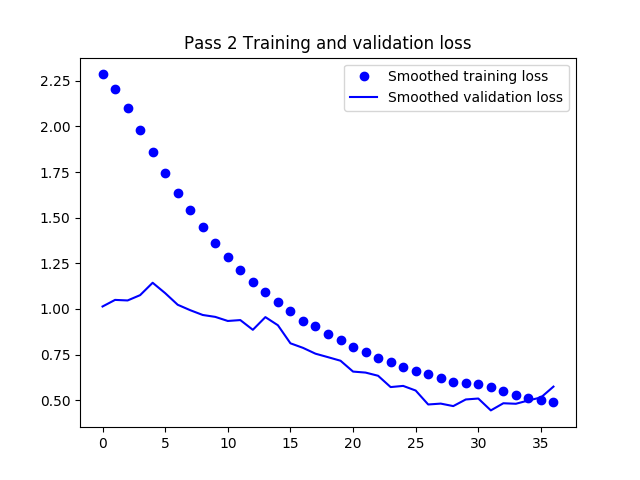 Pass 2 Training and validation loss
Smoothed training loss
Smoothed validation loss
2.25
2.00
1.75
1.50
1.25
1.00
0.75
0.50
0 5 10 15 20 25 30 35